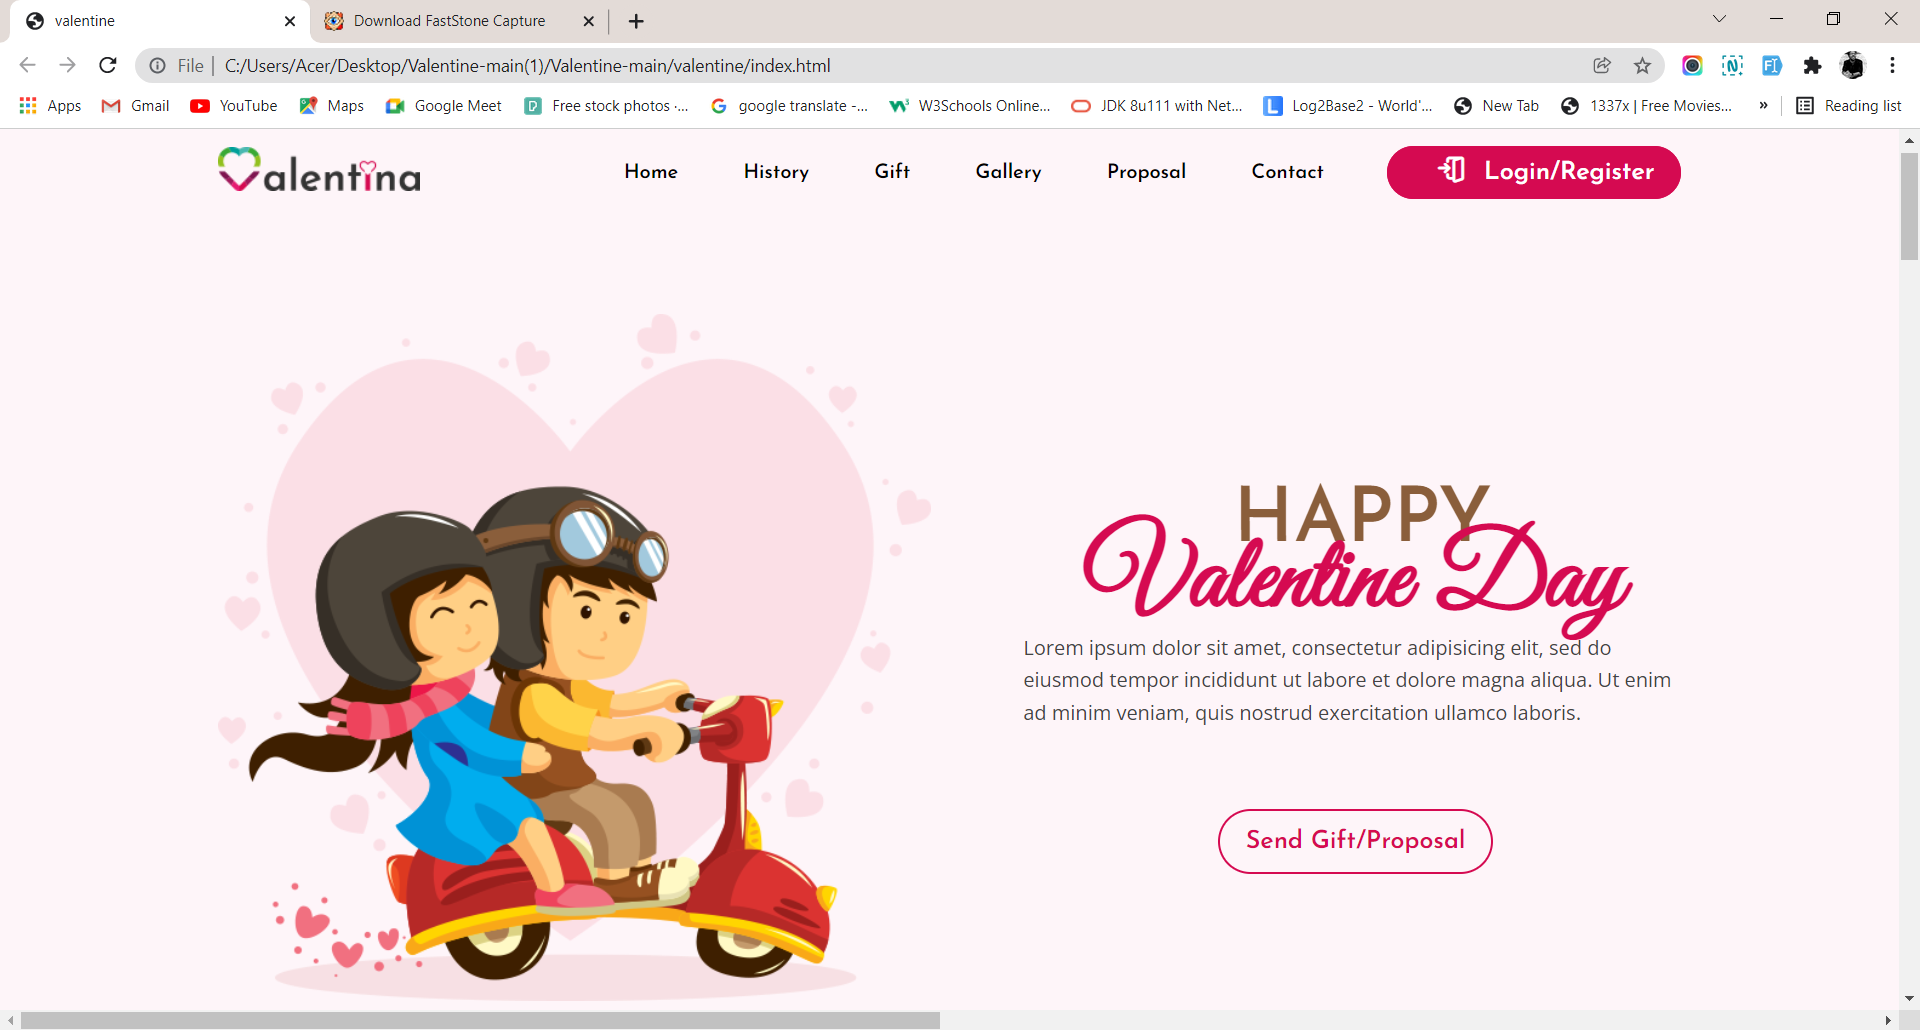 valentine
Download FastStone Capture
File
C:/Users/Acer/Desktop/Valentine-main(1)/Valentine-main/valentine/index.html
Apps
Gmail
YouTube
Maps
Google Meet
Free stock photos ·...
google translate -...
W3Schools Online...
JDK 8u111 with Net...
Log2Base2 - World'...
New Tab
1337x | Free Movies...
»
Reading list
Valentina
Home
History
Gift
Gallery
Proposal
Contact
Login/Register
HAPPY
Valentine Day
Lorem ipsum dolor sit amet, consectetur adipisicing elit, sed do
eiusmod tempor incididunt ut labore et dolore magna aliqua. Ut enim
ad minim veniam, quis nostrud exercitation ullamco laboris.
Send Gift/Proposal